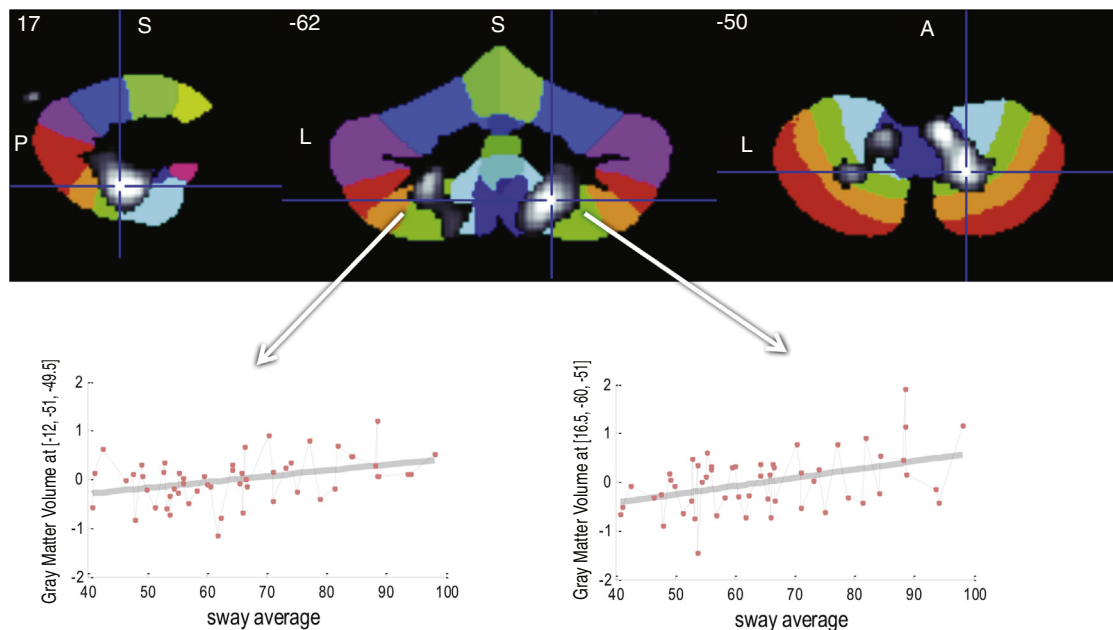 17 S -62 S -50 A
P L L
Gray Matter Volume at [-12, -51, -49.5]
2
1
0
-1
-2
40 50 60 70 80 90 100
sway average
Gray Matter Volume at [16.5, -60, -51]
2
1
0
-1
-2
40 50 60 70 80 90 100
sway average